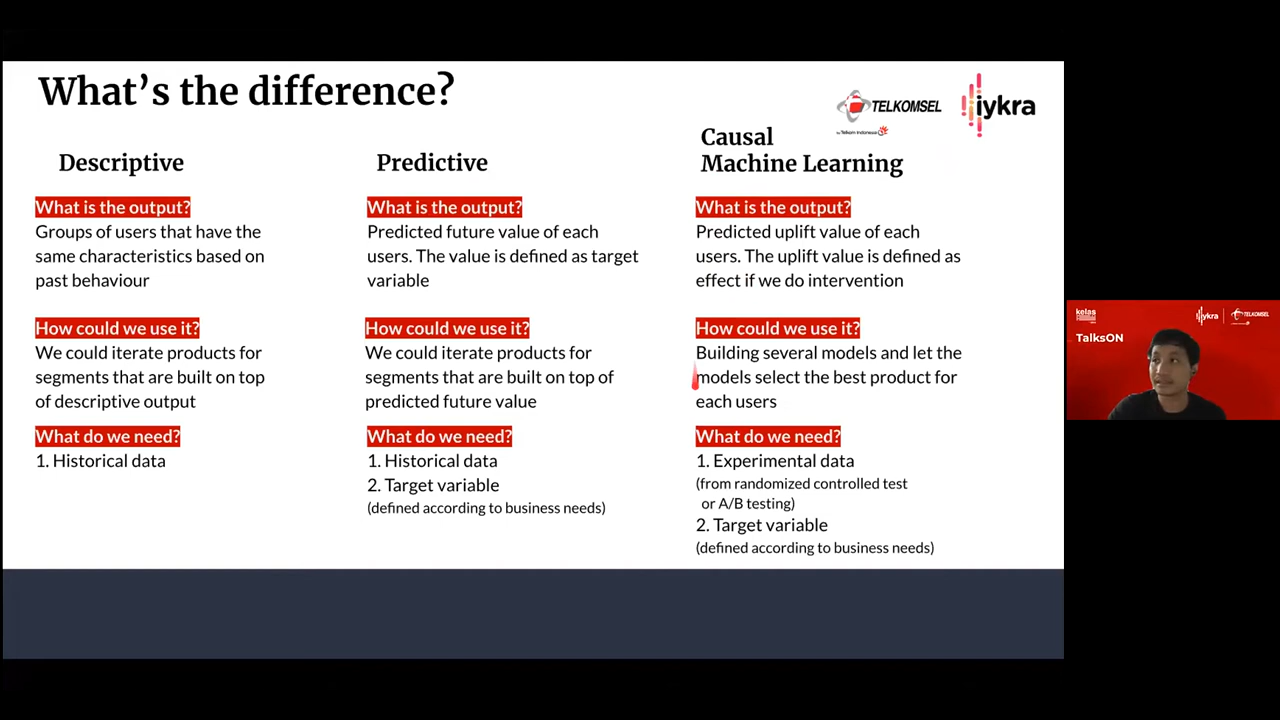 What's the difference?
TELKOMSEL
by Telkom Indonesia
iykra
Descriptive
What is the output?
Groups of users that have the
same characteristics based on
past behaviour
How could we use it?
We could iterate products for
segments that are built on top
of descriptive output
What do we need?
1. Historical data
Predictive
What is the output?
Predicted future value of each
users. The value is defined as target
variable
How could we use it?
We could iterate products for
segments that are built on top of
predicted future value
What do we need?
1. Historical data
2. Target variable
(defined according to business needs)
Causal
Machine Learning
What is the output?
Predicted uplift value of each
users. The uplift value is defined as
effect if we do intervention
How could we use it?
Building several models and let the
models select the best product for
each users
What do we need?
1. Experimental data
(from randomized controlled test
or A/B testing)
2. Target variable
(defined according to business needs)
kelas
iykra
TELKOMSEL
TalksON